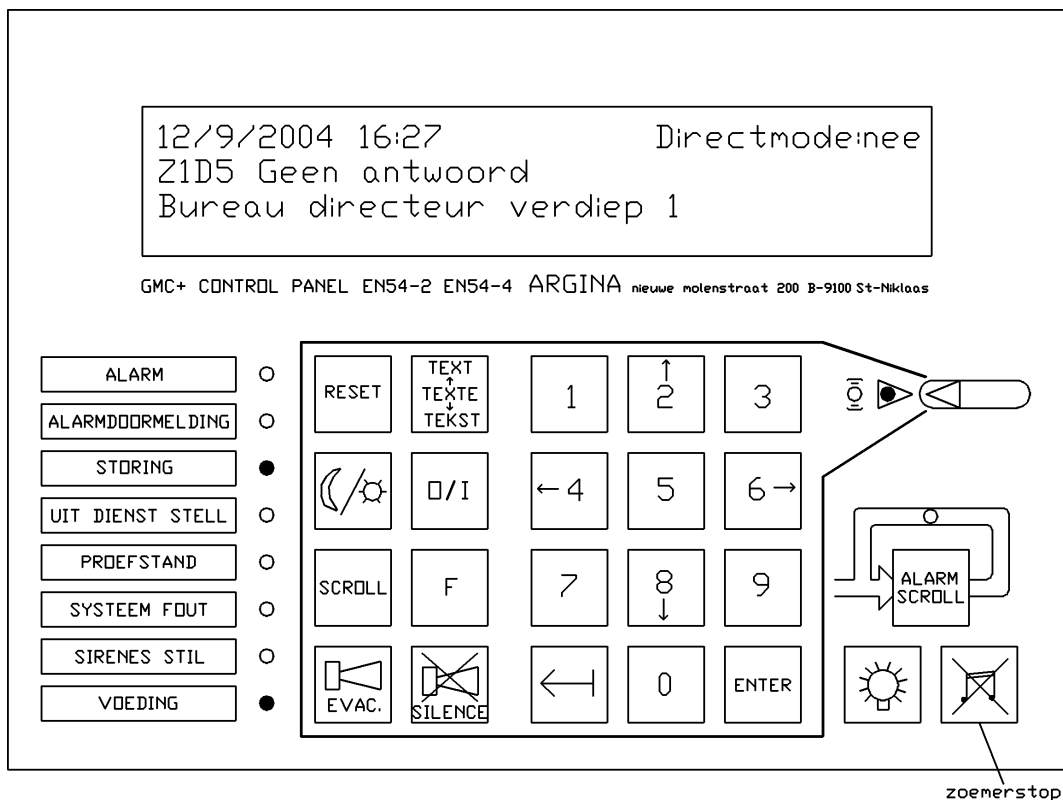 12/9/2004 16:27 Directmode:nee
Z1D5 Geen antwoord
Bureau directeur verdiep 1
GMC+ CONTROL PANEL EN54-2 EN54-4 ARGINA nieuwe molenstraat 200 B-9100 St-Niklaas
ALARM
ALARMDOORMELDING
STORING
UIT DIENST STELL
PROEFSTAND
SYSTEEM FOUT
SIRENES STIL
VOEDING
RESET
TEXT
TEXTE
TEKST
1
↑
2
3
O/I
←4
5
6→
SCROLL
F
7
8
↓
9
EVAC.
SILENCE
0
ENTER
ALARM
SCROLL
zoemerstop